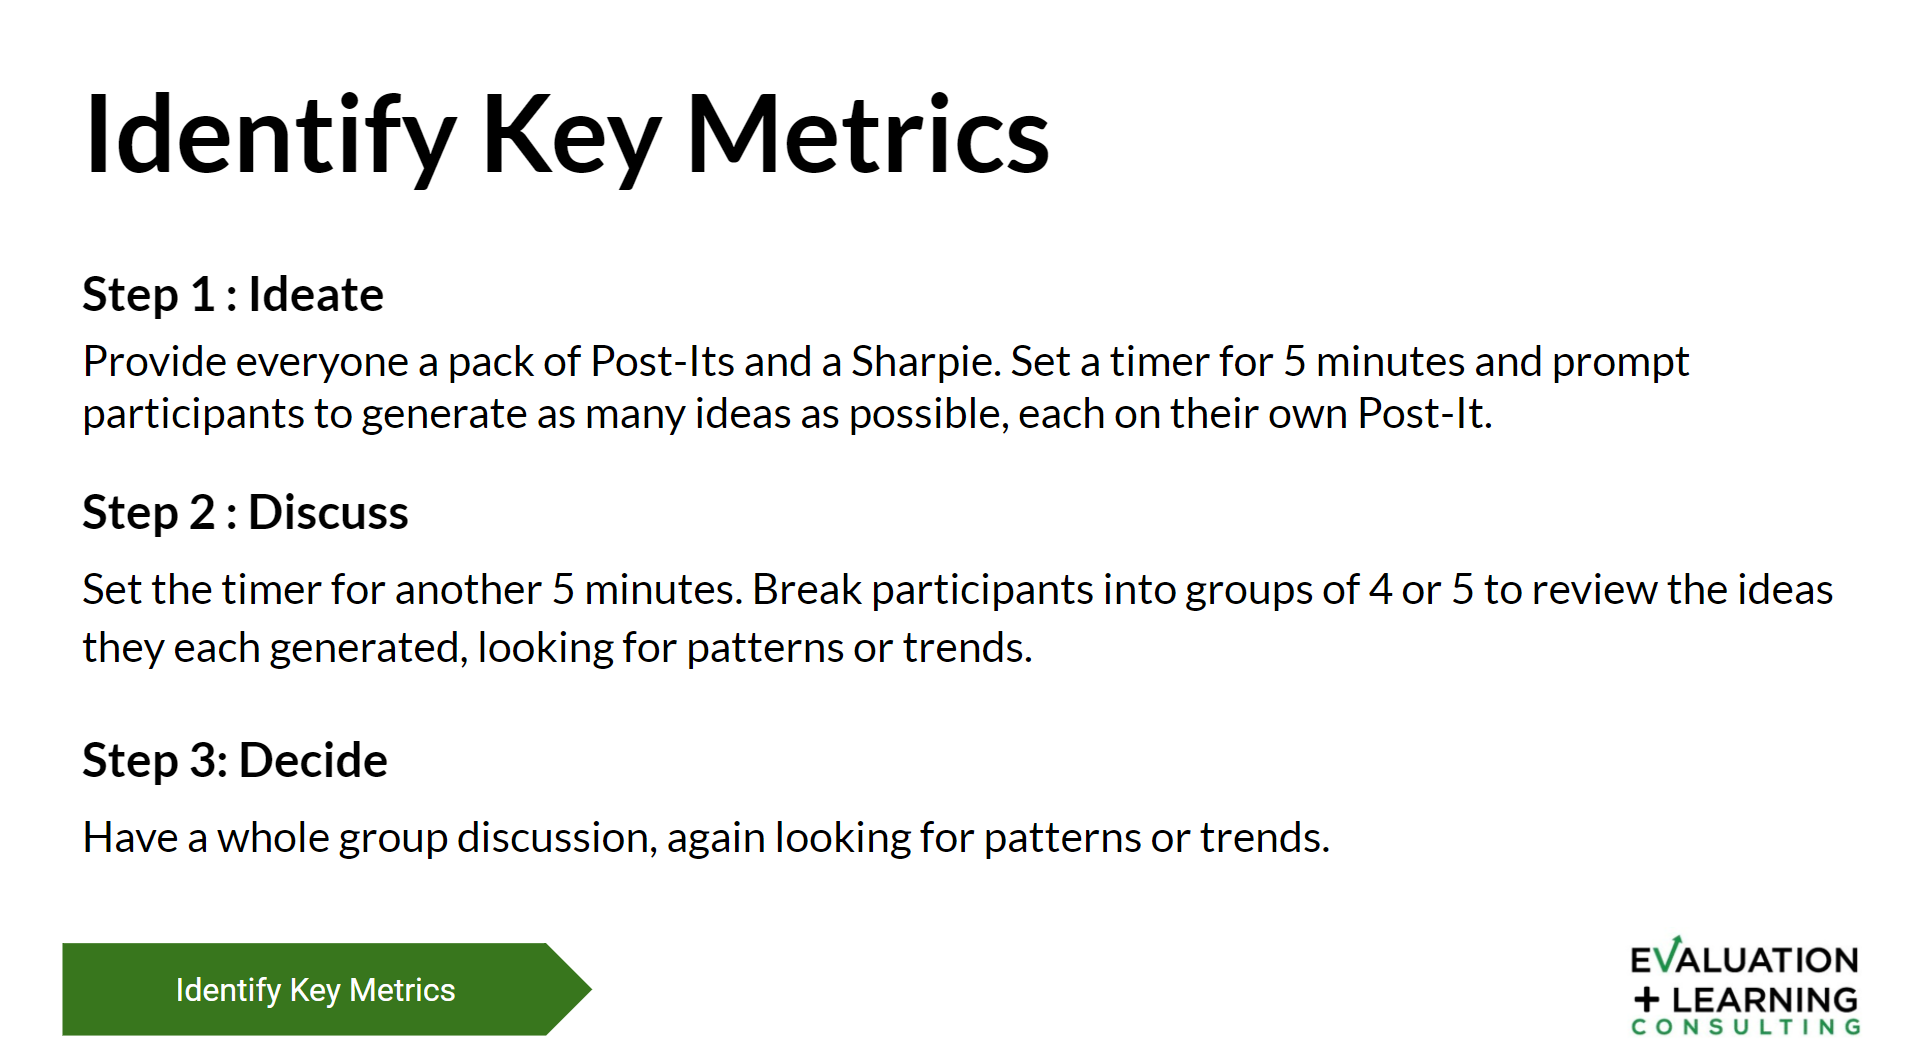 Identify Key Metrics
Step 1 : Ideate
Provide everyone a pack of Post-Its and a Sharpie. Set a timer for 5 minutes and prompt
participants to generate as many ideas as possible, each on their own Post-It.
Step 2 : Discuss
Set the timer for another 5 minutes. Break participants into groups of 4 or 5 to review the ideas
they each generated, looking for patterns or trends.
Step 3: Decide
Have a whole group discussion, again looking for patterns or trends.
Identify Key Metrics
EVALUATION
+ LEARNING
CONSULTING